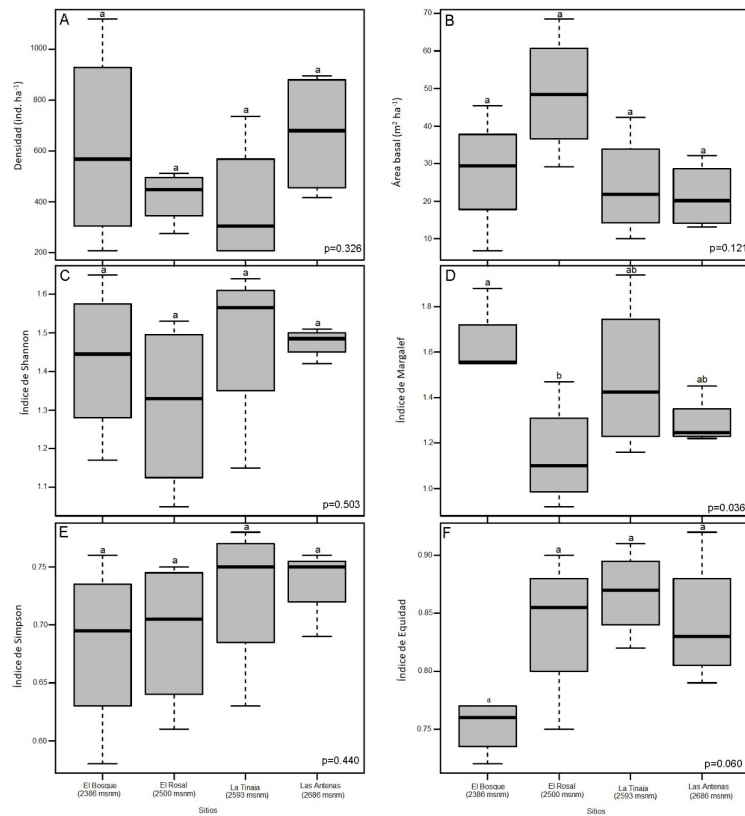 A
Densidad (ind. ha⁻¹)
1000
800
600
400
200
a
a
a
a
p=0.326
B
Área basal (m² ha⁻¹)
70
60
50
40
30
20
10
a
a
a
a
p=0.121
C
Índice de Shannon
1.6
1.5
1.4
1.3
1.2
1.1
a
a
a
a
p=0.503
D
Índice de Margalef
1.8
1.6
1.4
1.2
1.0
a
b
ab
ab
p=0.036
E
Índice de Simpson
0.75
0.70
0.65
0.60
a
a
a
a
p=0.440
El Bosque
(2386 msnm)
El Rosal
(2500 msnm)
La Tinaja
(2593 msnm)
Las Antenas
(2686 msnm)
Sitios
F
Índice de Equidad
0.90
0.85
0.80
0.75
a
a
a
a
p=0.060
El Bosque
(2386 msnm)
El Rosal
(2500 msnm)
La Tinaja
(2593 msnm)
Las Antenas
(2686 msnm)
Sitios